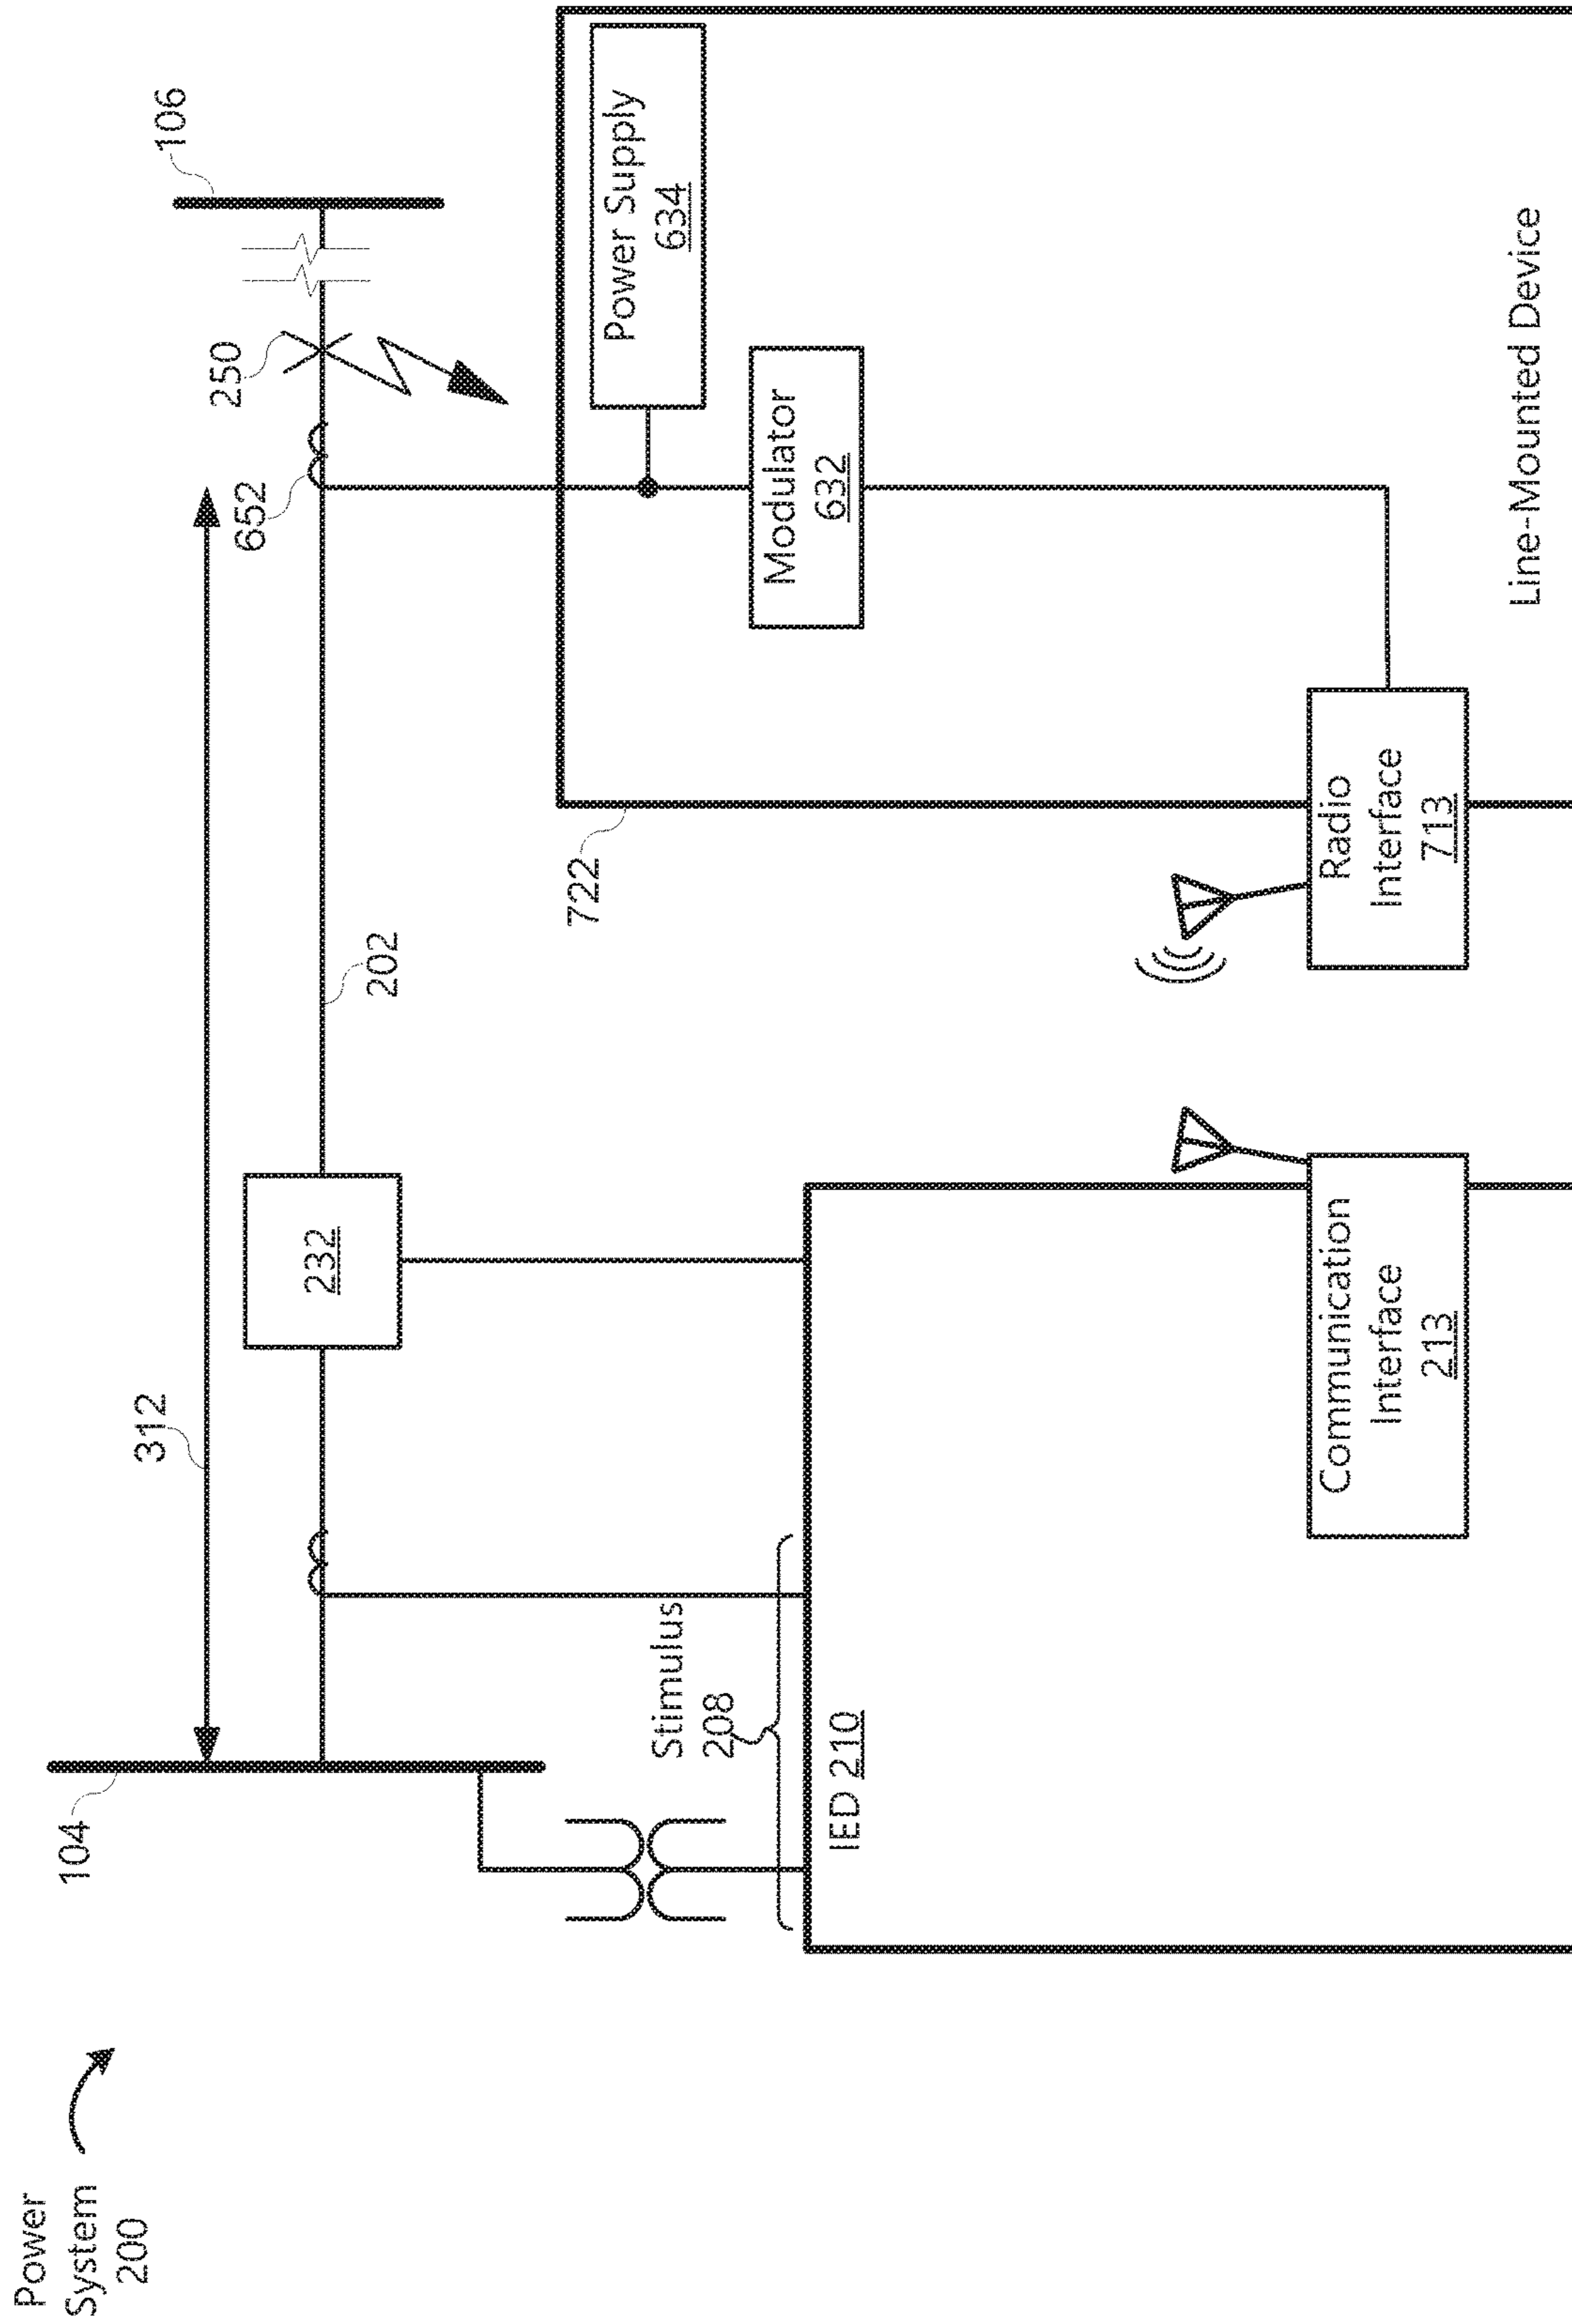 Power
System
200
104
312
106
250
652
202
232
722
Stimulus
208
IED 210
Communication
Interface
213
Power Supply
634
Modulator
632
Radio
Interface
713
Line-Mounted Device